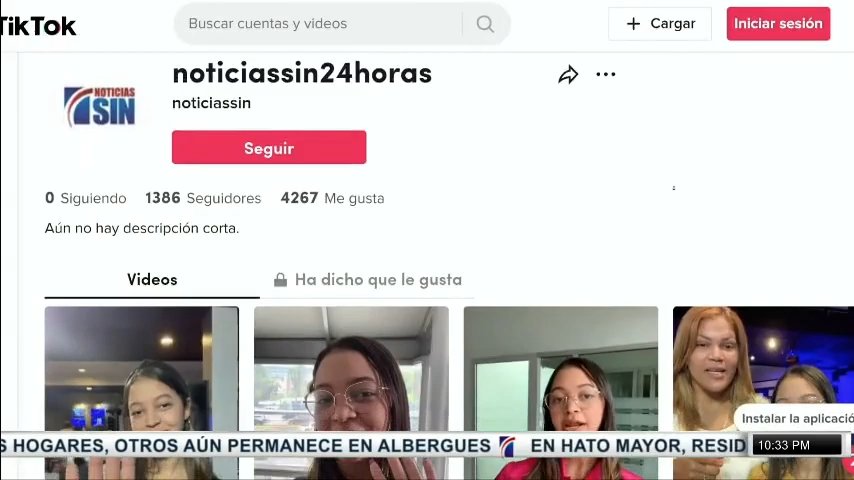 TikTok
Buscar cuentas y videos
+ Cargar
Iniciar sesión
noticiassin24horas
noticiassin
NOTICIAS
SIN
Seguir
0 Siguiendo 1386 Seguidores 4267 Me gusta
Aún no hay descripción corta.
Videos
Ha dicho que le gusta
Instalar la aplicació
S HOGARES, OTROS AÚN PERMANECE EN ALBERGUES EN HATO MAYOR, RESID
10:33 PM